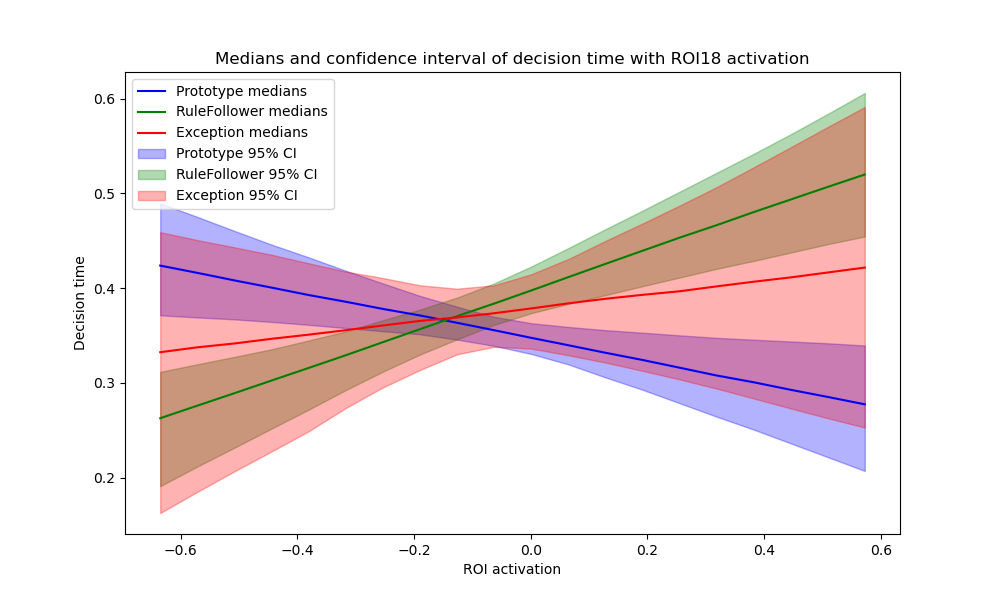 Medians and confidence interval of decision time with ROI18 activation
Prototype medians
RuleFollower medians
Exception medians
Prototype 95% CI
RuleFollower 95% CI
Exception 95% CI
Decision time
0.6
0.5
0.4
0.3
0.2
−0.6
−0.4
−0.2
0.0
0.2
0.4
0.6
ROI activation